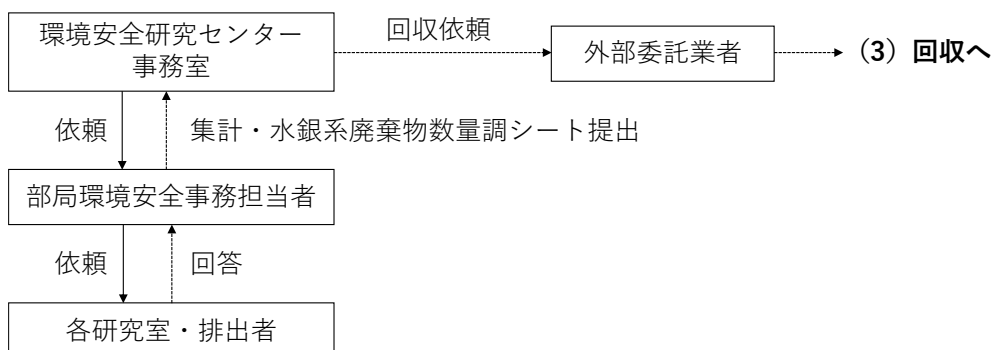 環境安全研究センター
事務室
回収依頼
外部委託業者
(3)回収へ
依頼
集計・水銀系廃棄物数量調シート提出
部局環境安全事務担当者
依頼
回答
各研究室・排出者